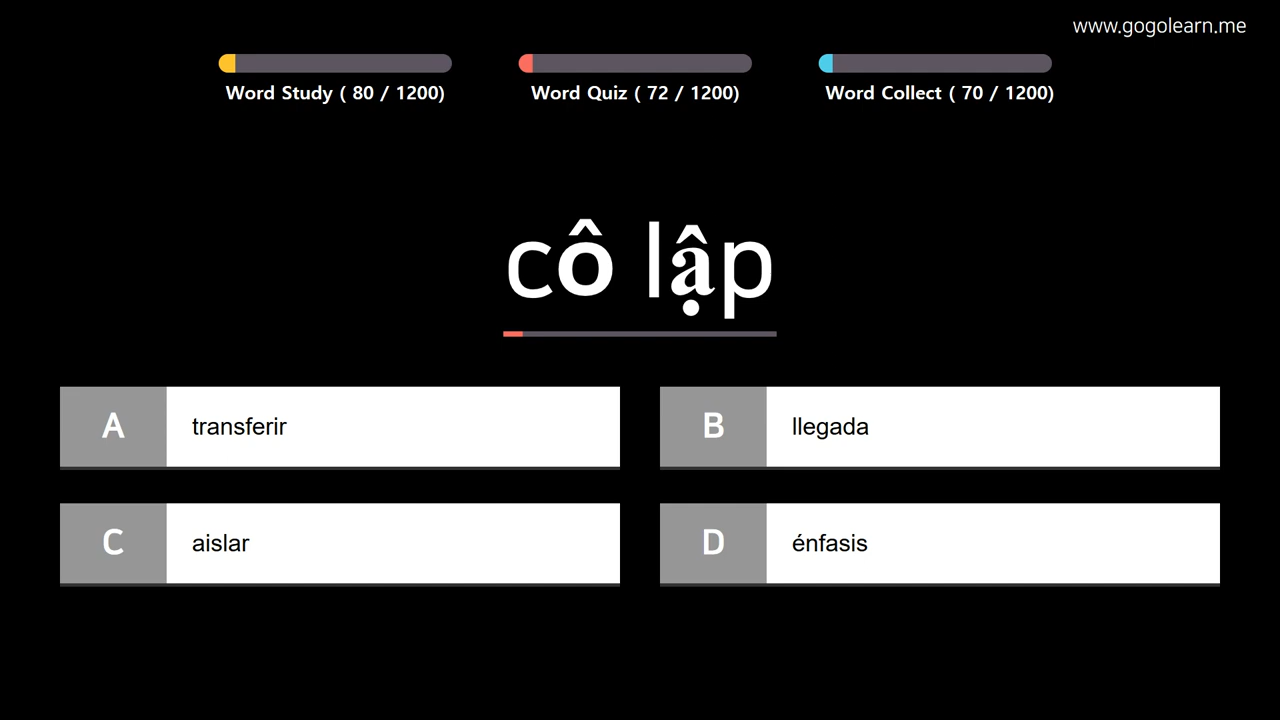 www.gogolearn.me
Word Study ( 80 / 1200)
Word Quiz ( 72 / 1200)
Word Collect ( 70 / 1200)
cô lập
A transferir
B llegada
C aislar
D énfasis